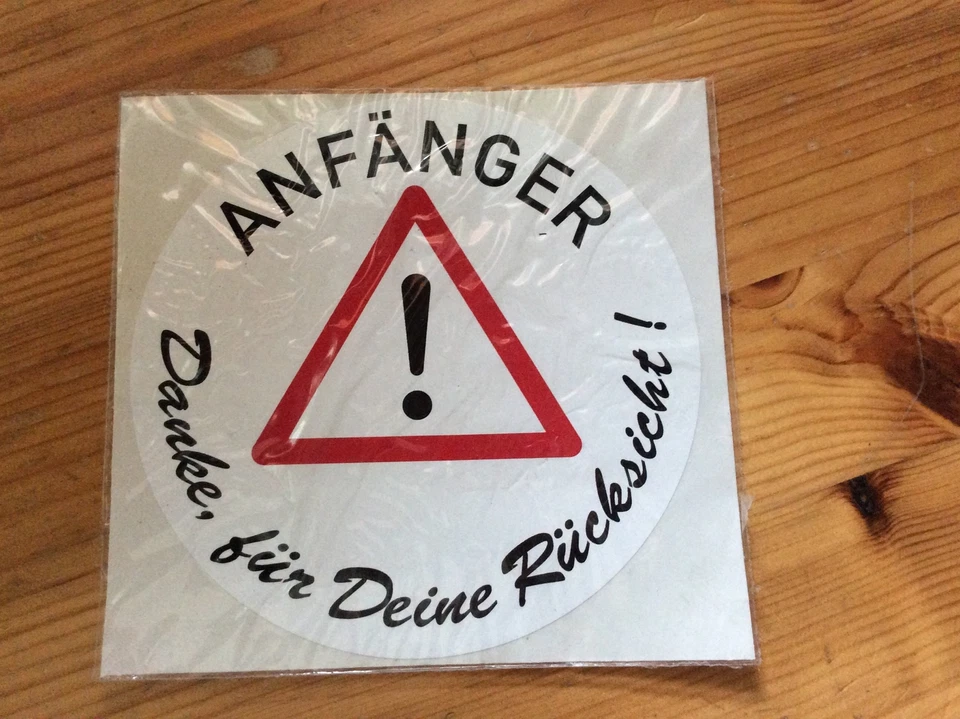 ANFÄNGER
!
Danke, für Deine Rücksicht !